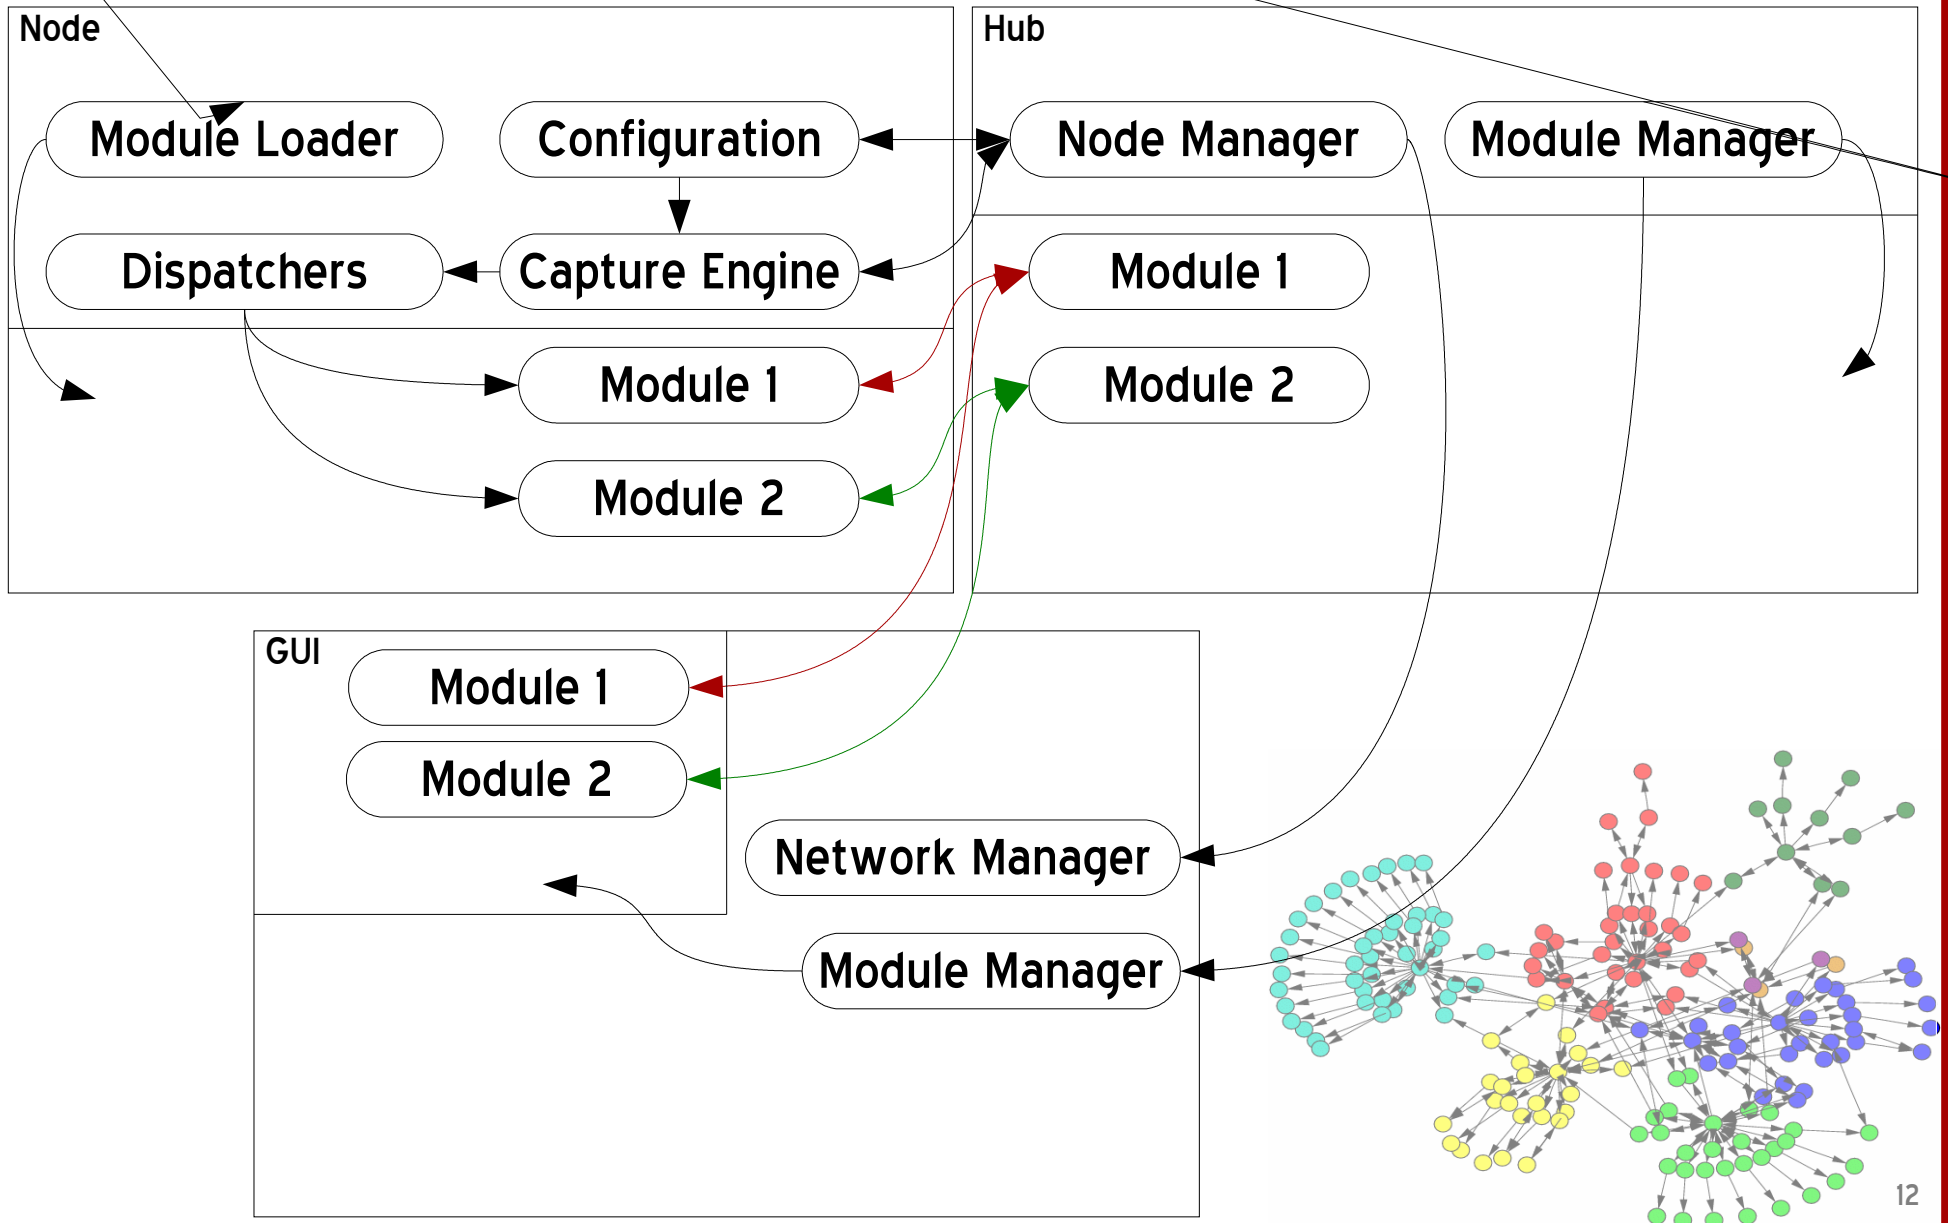 Node
Module Loader
Configuration
Dispatchers
Capture Engine
Module 1
Module 2
Hub
Node Manager
Module Manager
Module 1
Module 2
GUI
Module 1
Module 2
Network Manager
Module Manager
12